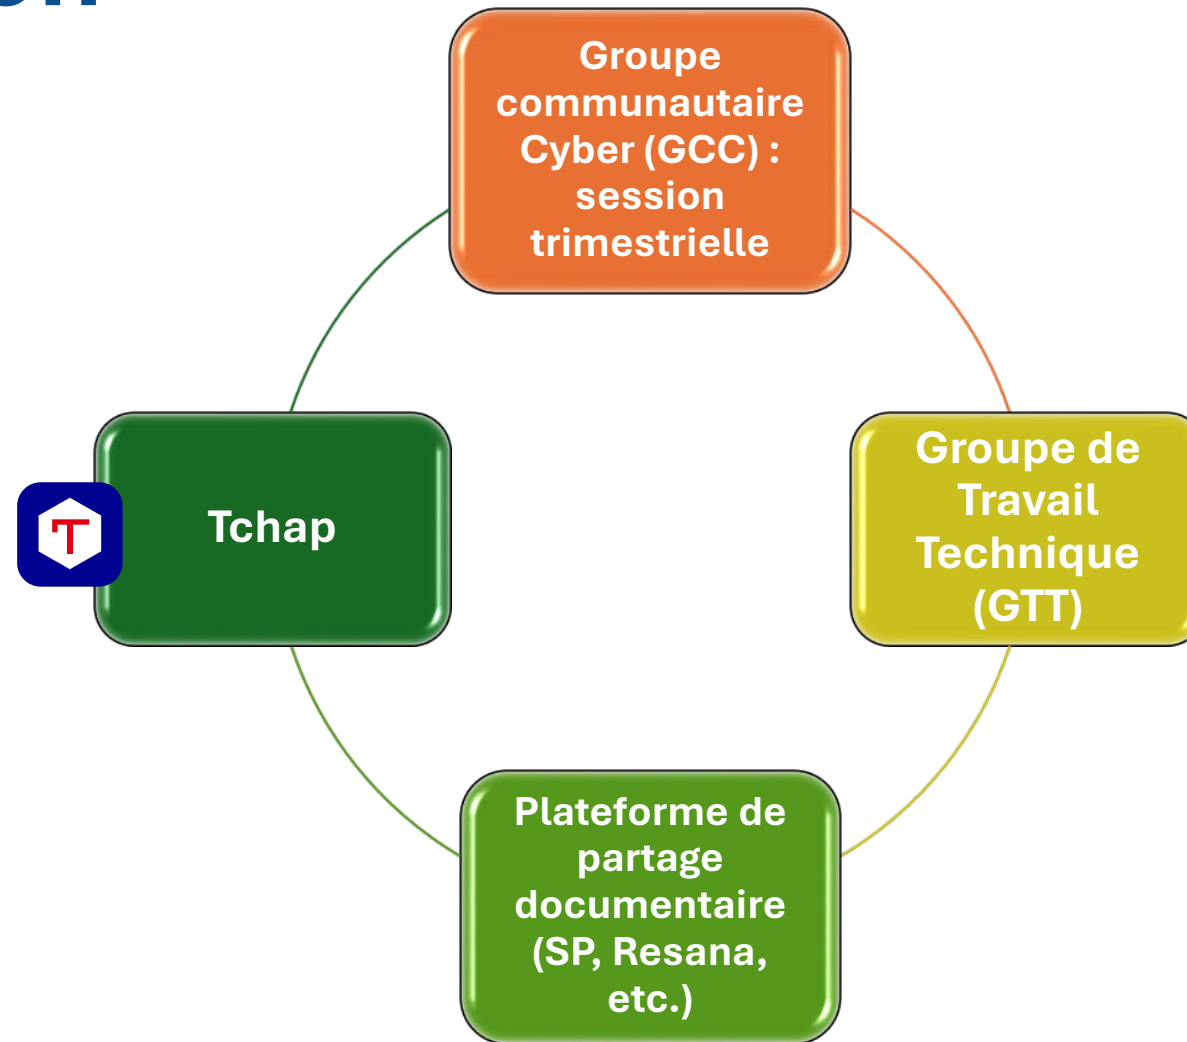 Groupe
communautaire
Cyber (GCC) :
session
trimestrielle
Tchap
T
Groupe de
Travail
Technique
(GTT)
Plateforme de
partage
documentaire
(SP, Resana,
etc.)